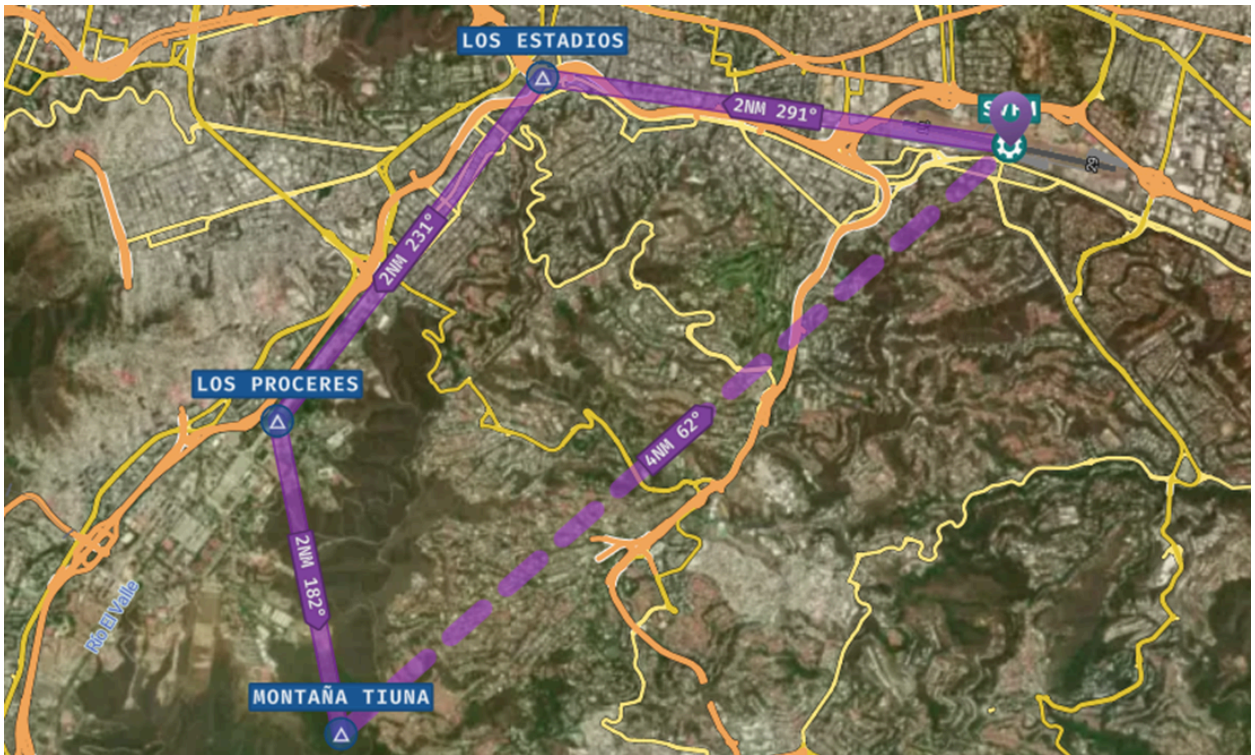 LOS ESTADIOS
2NM 291°
2NM 231°
LOS PROCERES
4NM 62°
2NM 182°
Río El Valle
MONTAÑA TIUNA